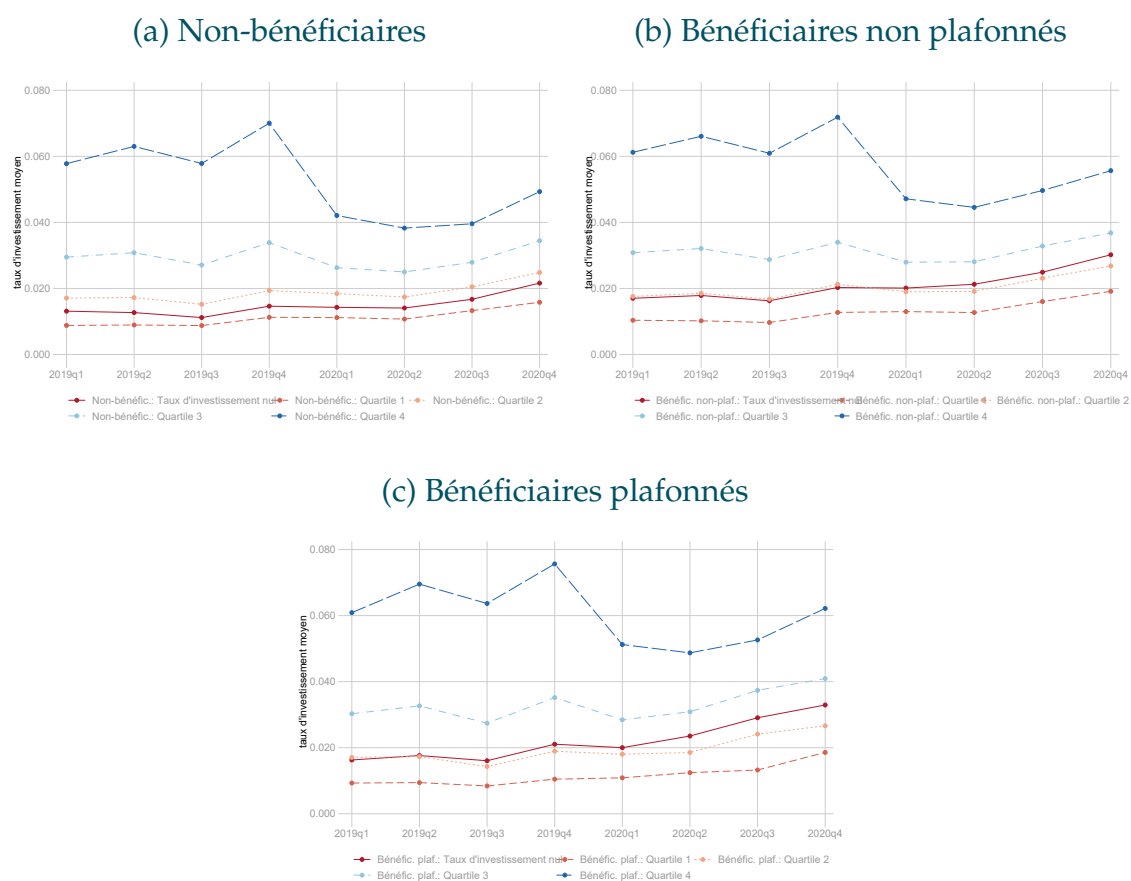 (a) Non-bénéficiaires
0.080
0.060
0.040
0.020
0.000
taux d'investissement moyen
2019q1 2019q2 2019q3 2019q4 2020q1 2020q2 2020q3 2020q4
Non-bénéfic.: Taux d'investissement nul Non-bénéfic.: Quartile 1 Non-bénéfic.: Quartile 2
Non-bénéfic.: Quartile 3 Non-bénéfic.: Quartile 4
(b) Bénéficiaires non plafonnés
0.080
0.060
0.040
0.020
0.000
taux d'investissement moyen
2019q1 2019q2 2019q3 2019q4 2020q1 2020q2 2020q3 2020q4
Bénéfic. non-plaf.: Taux d'investissement nul Bénéfic. non-plaf.: Quartile 1 Bénéfic. non-plaf.: Quartile 2
Bénéfic. non-plaf.: Quartile 3 Bénéfic. non-plaf.: Quartile 4
(c) Bénéficiaires plafonnés
0.080
0.060
0.040
0.020
0.000
taux d'investissement moyen
2019q1 2019q2 2019q3 2019q4 2020q1 2020q2 2020q3 2020q4
Bénéfic. plaf.: Taux d'investissement nul Bénéfic. plaf.: Quartile 1 Bénéfic. plaf.: Quartile 2
Bénéfic. plaf.: Quartile 3 Bénéfic. plaf.: Quartile 4